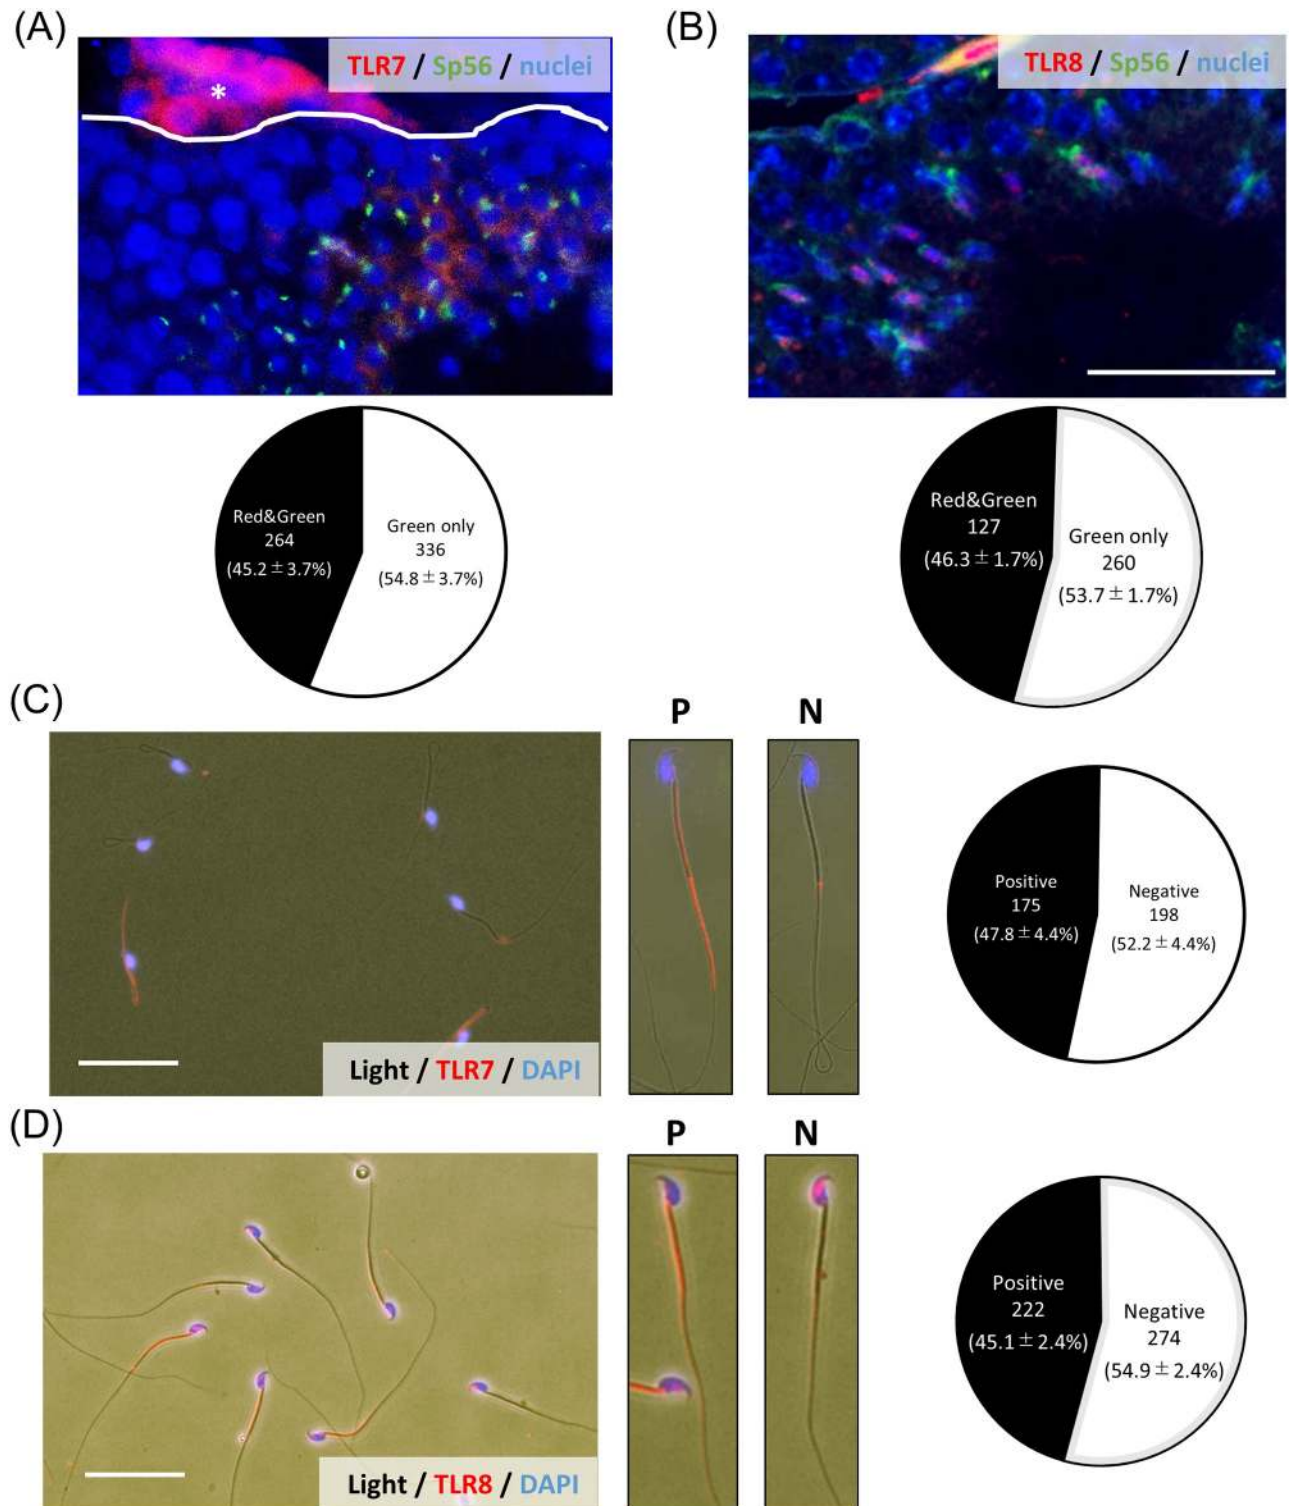 (A)
TLR7 / Sp56 / nuclei
*
(B)
TLR8 / Sp56 / nuclei
Red&Green
264
(45.2 ± 3.7%)
Green only
336
(54.8 ± 3.7%)
Red&Green
127
(46.3 ± 1.7%)
Green only
260
(53.7 ± 1.7%)
(C)
P
N
Light / TLR7 / DAPI
Positive
175
(47.8 ± 4.4%)
Negative
198
(52.2 ± 4.4%)
(D)
P
N
Light / TLR8 / DAPI
Positive
222
(45.1 ± 2.4%)
Negative
274
(54.9 ± 2.4%)